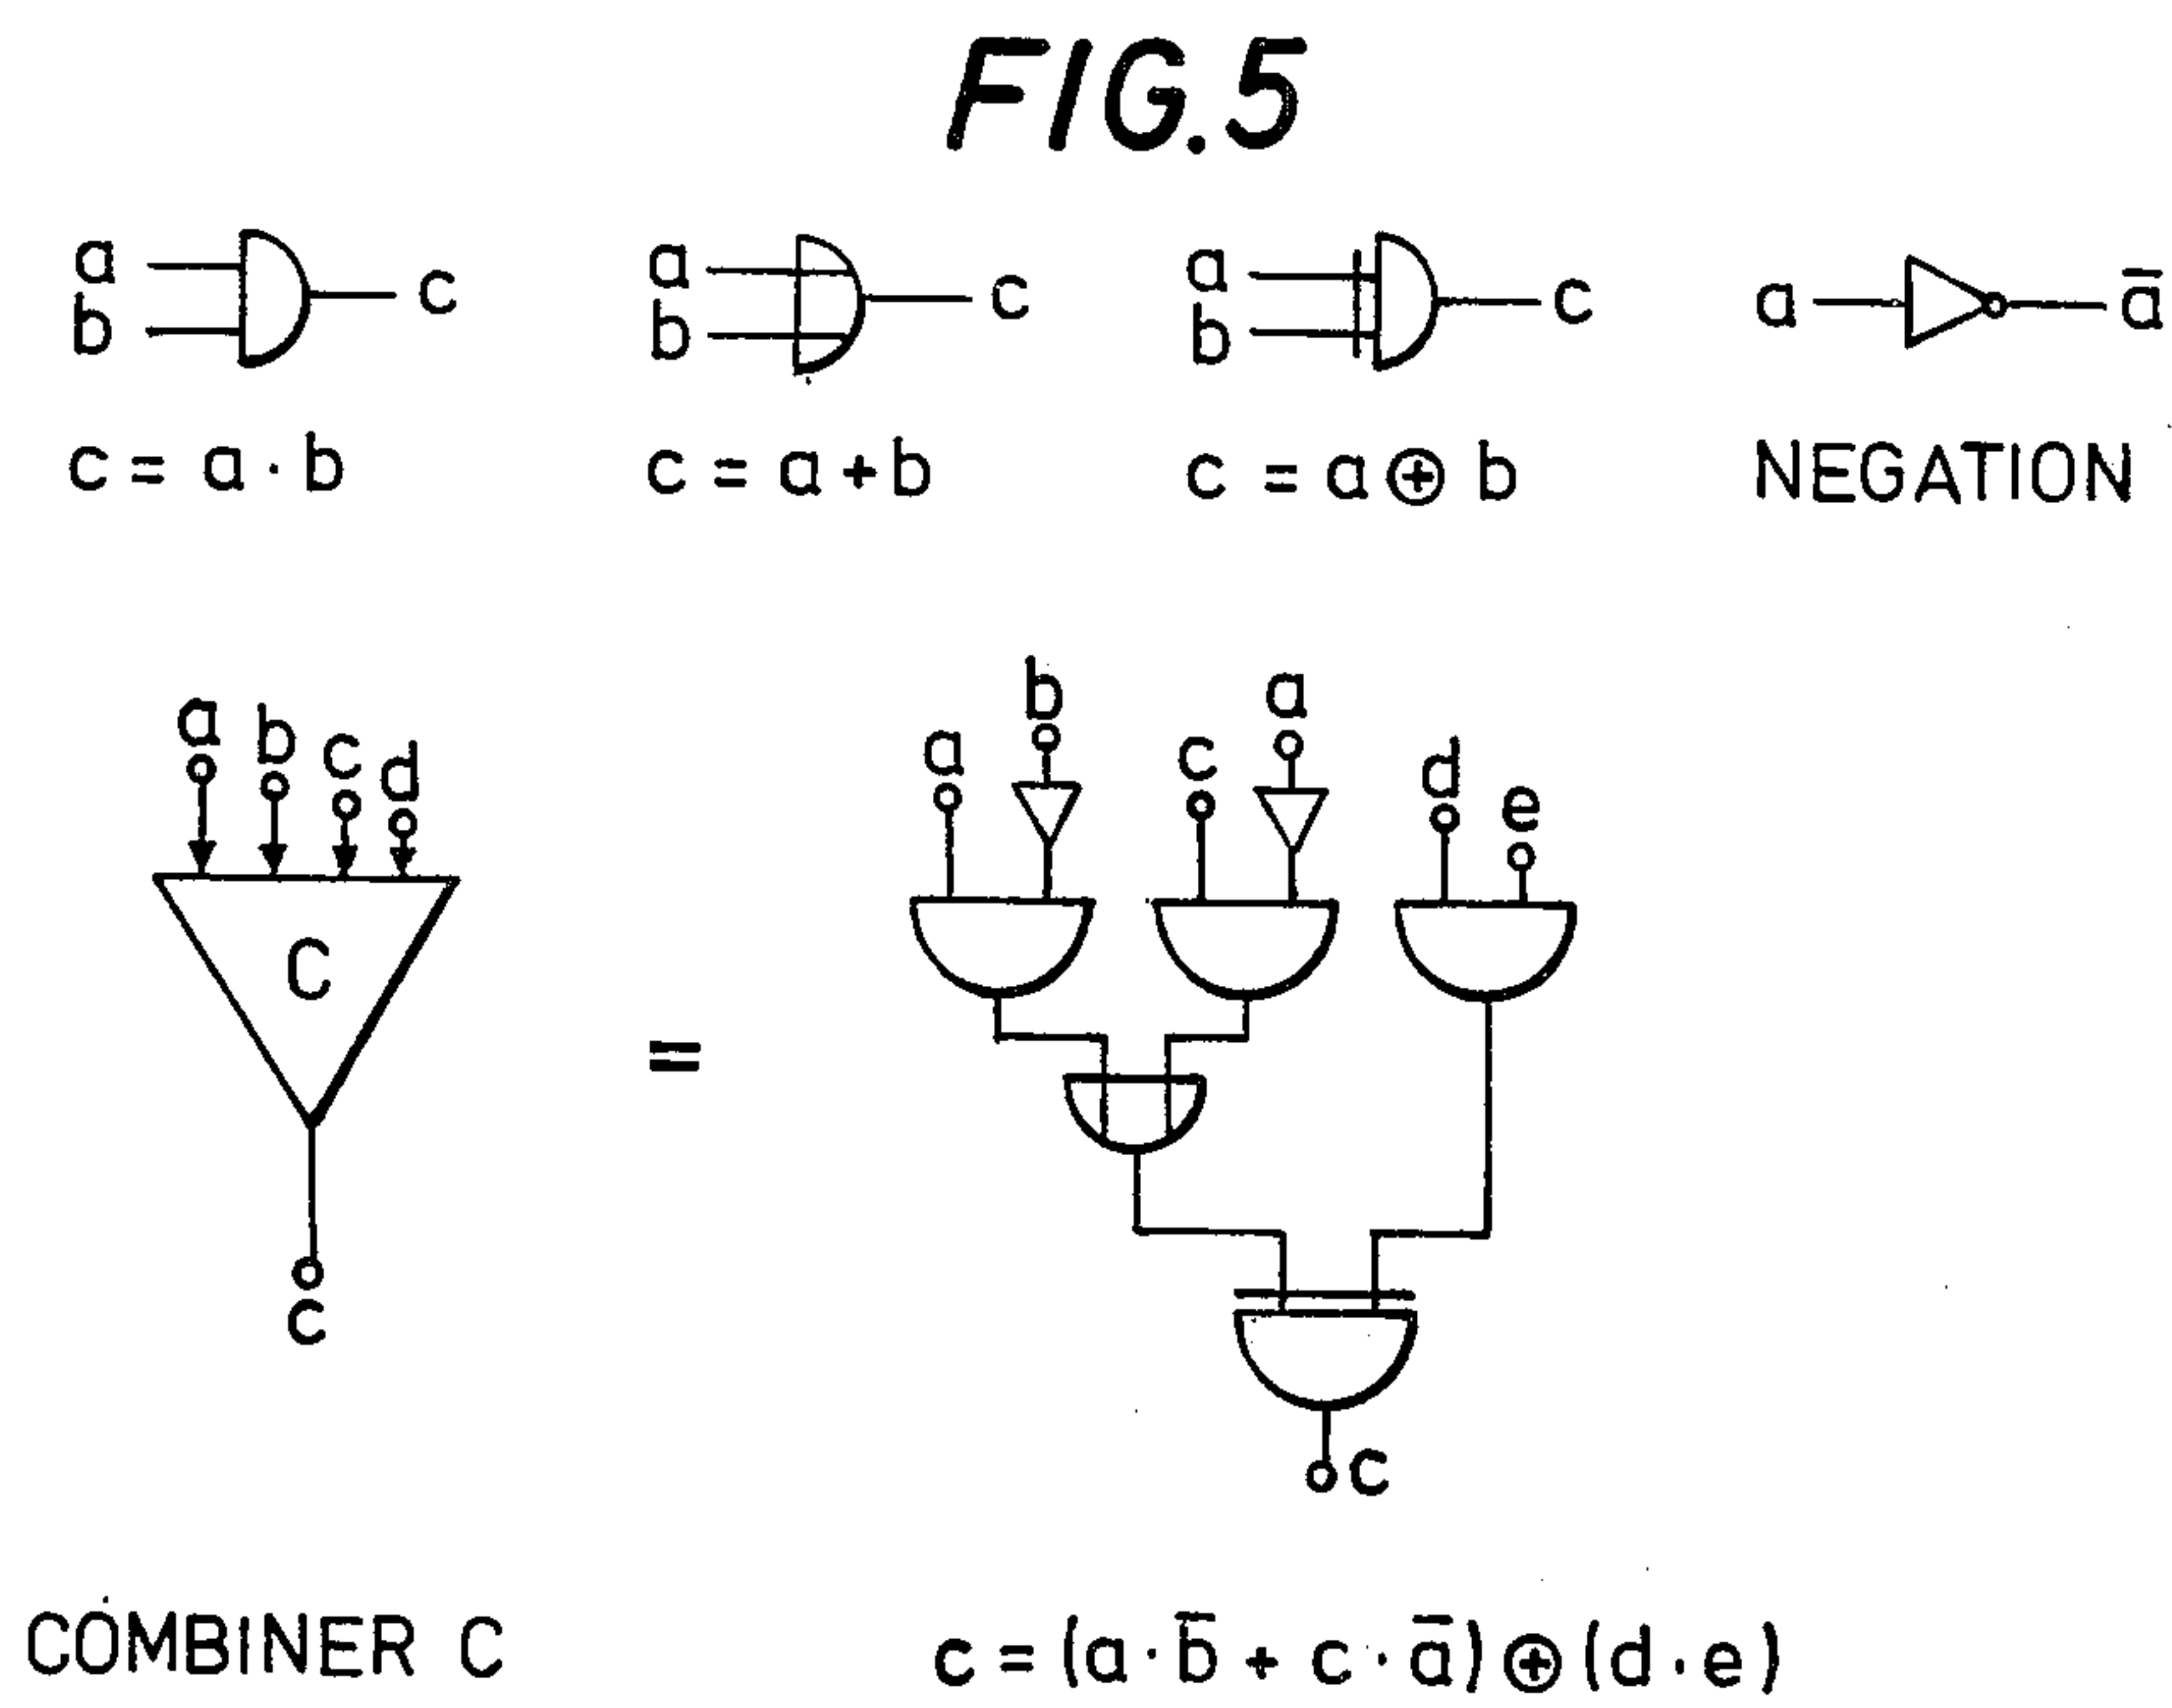 FIG.5
a
b
c
a
b
c
a
b
c
a
a̅
c = a · b
c = a + b
c = a ⊕ b
NEGATION
a
b
c
d
C
c
=
a
b
c
a
d
e
c
COMBINER C
c = (a · b̅ + c · a̅) ⊕ (d · e)